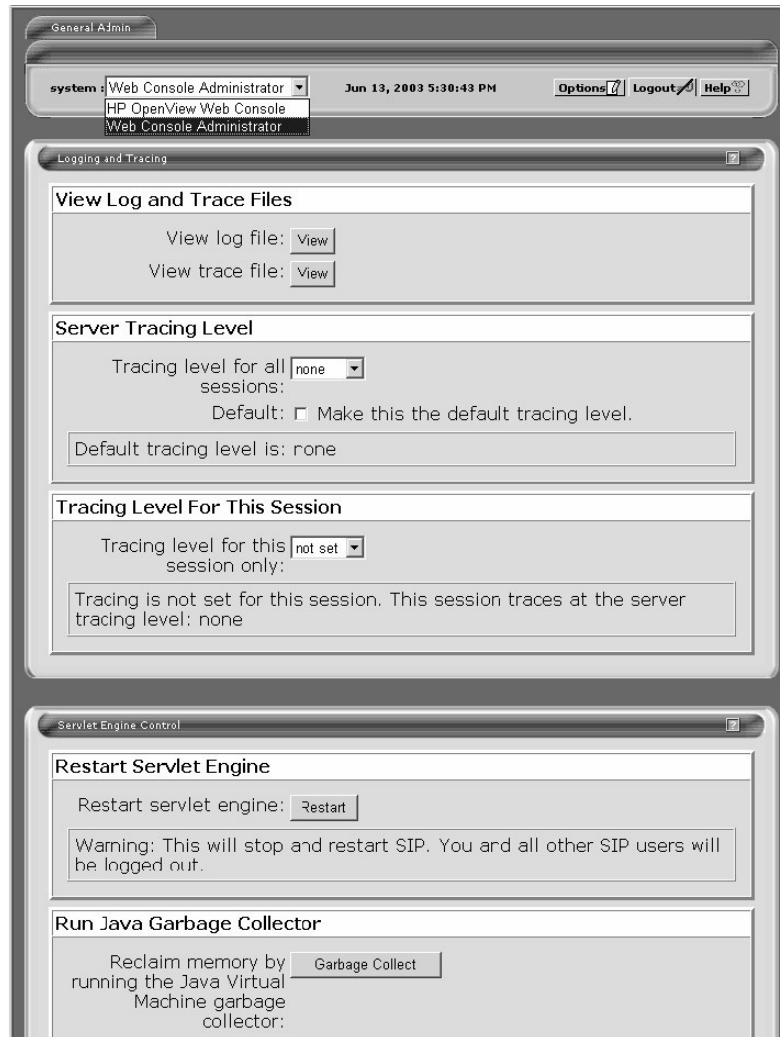 General Admin
system : Web Console Administrator Jun 13, 2003 5:30:43 PM Options Logout Help
HP OpenView Web Console
Web Console Administrator
Logging and Tracing ?
View Log and Trace Files
View log file: View
View trace file: View
Server Tracing Level
Tracing level for all none
sessions:
Default: Make this the default tracing level.
Default tracing level is: none
Tracing Level For This Session
Tracing level for this not set
session only:
Tracing is not set for this session. This session traces at the server
tracing level: none
Servlet Engine Control ?
Restart Servlet Engine
Restart servlet engine: Restart
Warning: This will stop and restart SIP. You and all other SIP users will
be logged out.
Run Java Garbage Collector
Reclaim memory by Garbage Collect
running the Java Virtual
Machine garbage
collector: